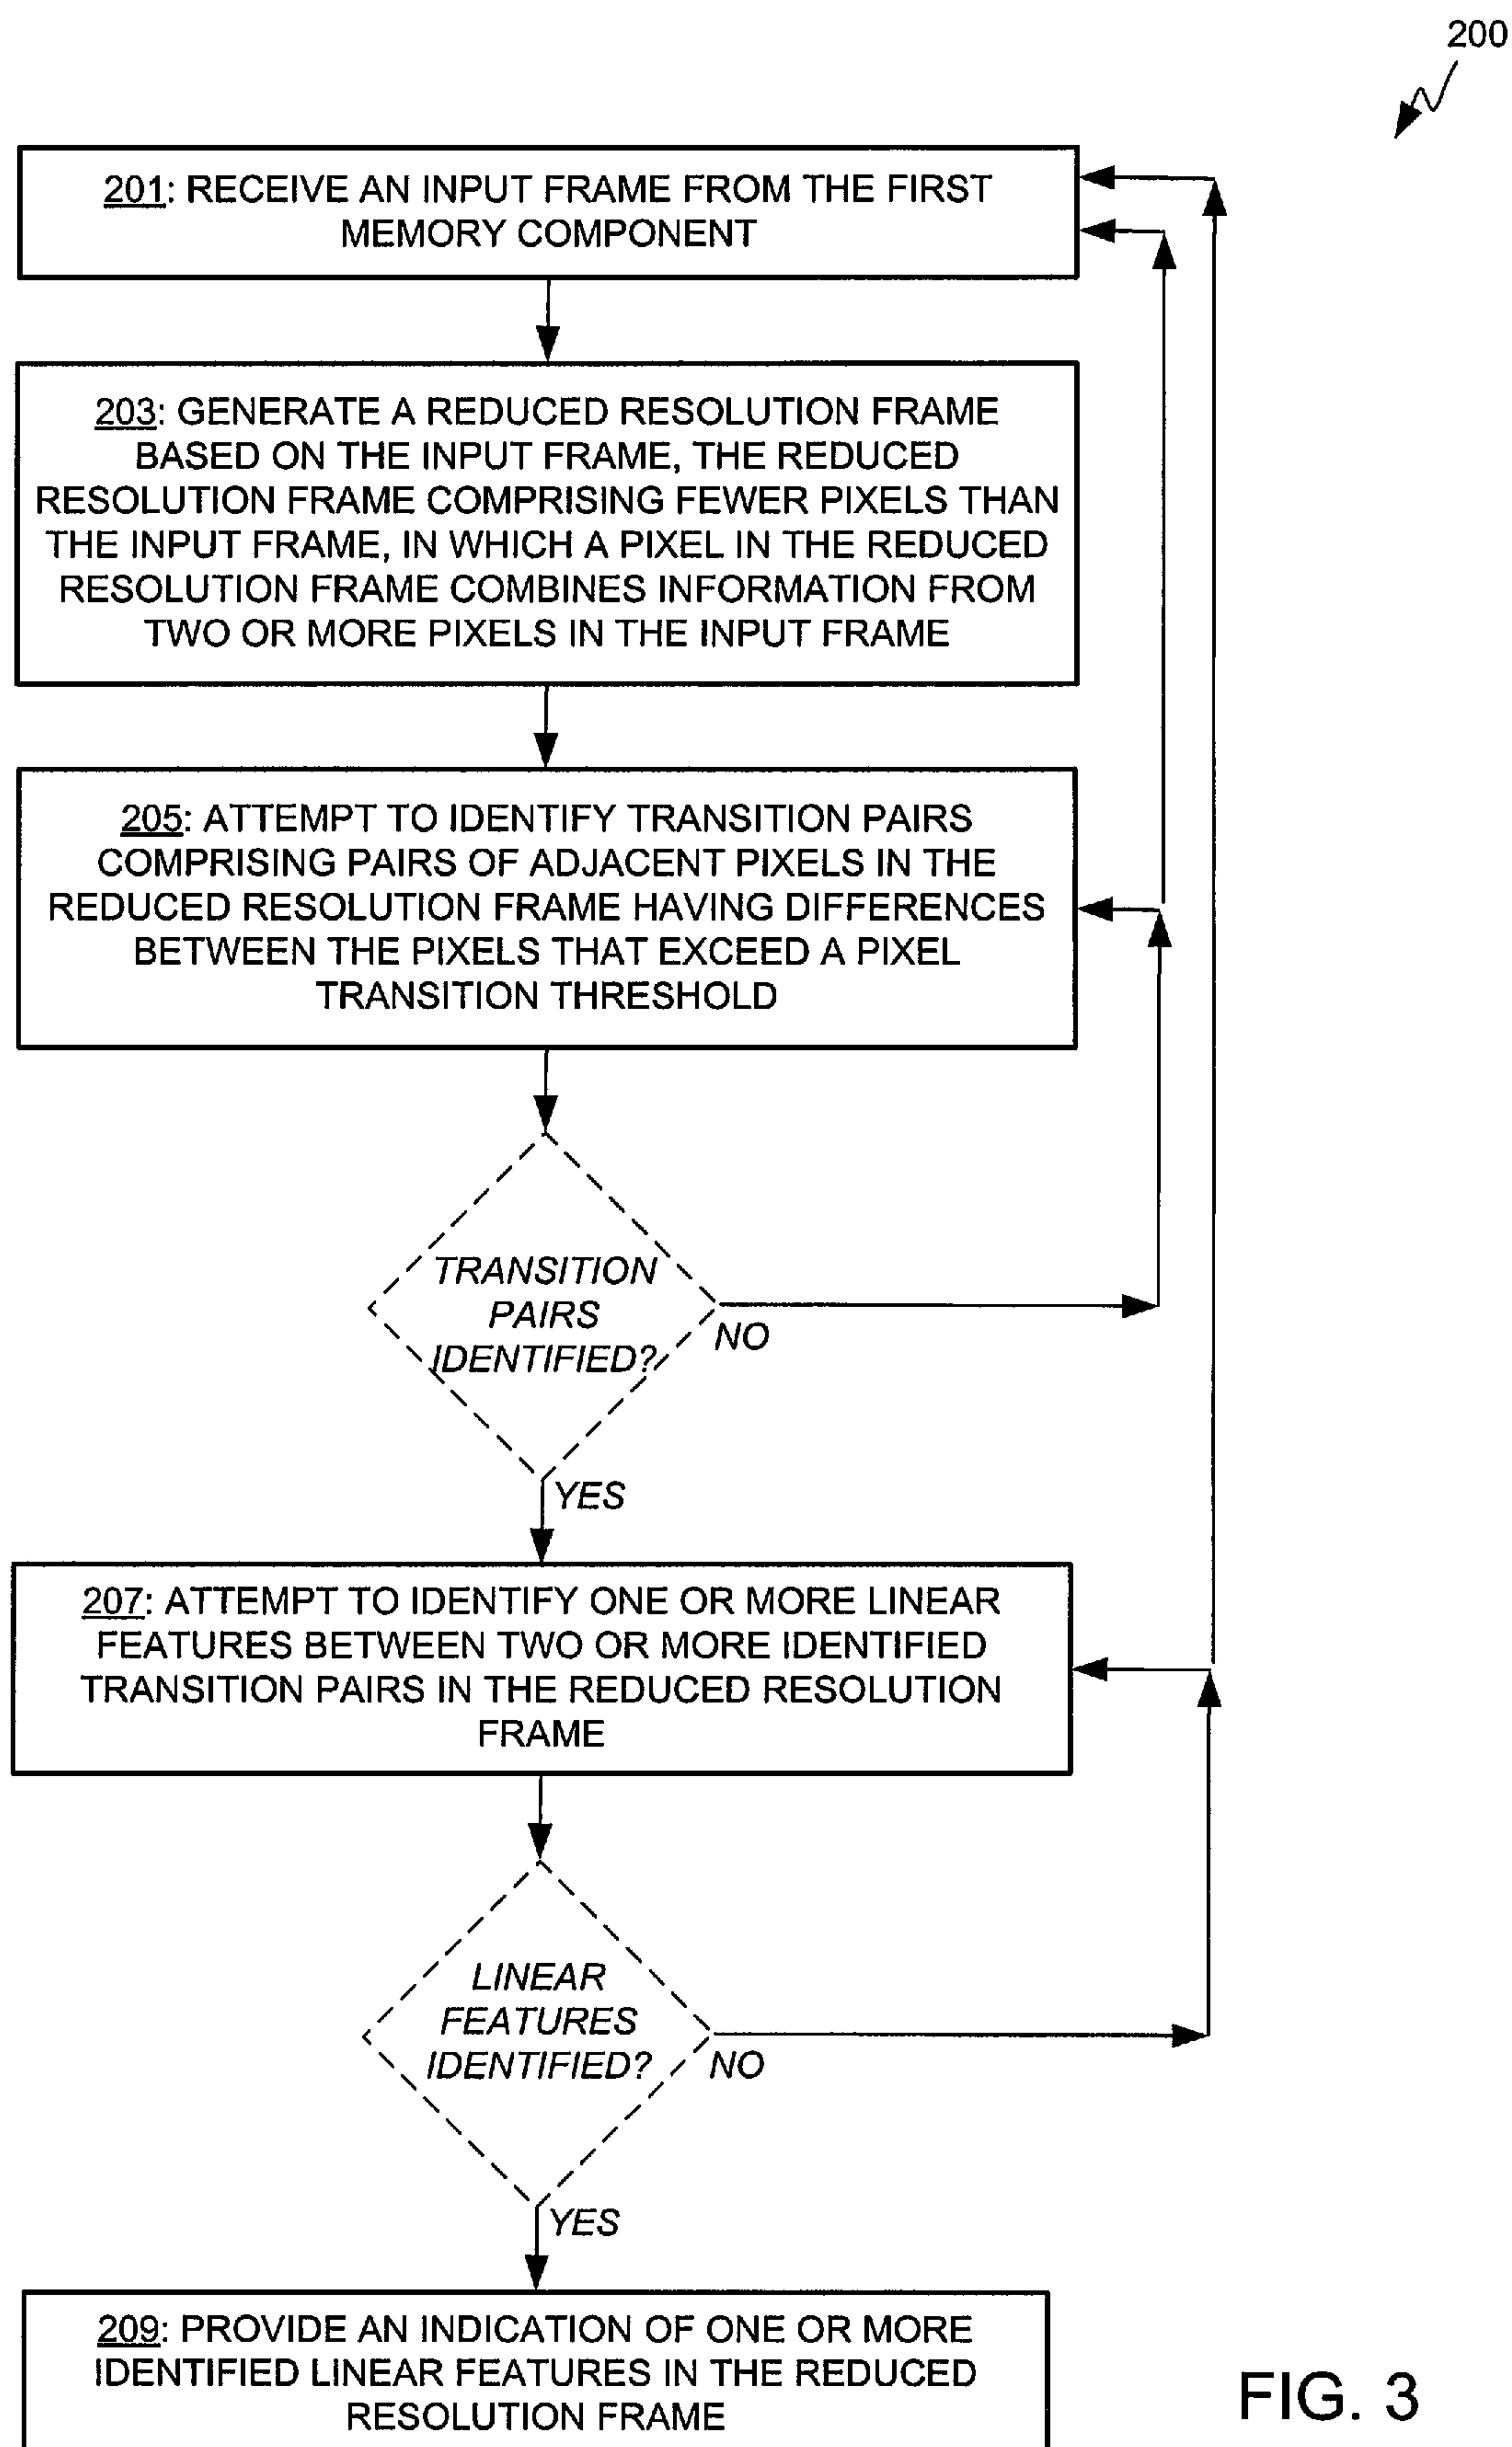 200
201: RECEIVE AN INPUT FRAME FROM THE FIRST
MEMORY COMPONENT
203: GENERATE A REDUCED RESOLUTION FRAME
BASED ON THE INPUT FRAME, THE REDUCED
RESOLUTION FRAME COMPRISING FEWER PIXELS THAN
THE INPUT FRAME, IN WHICH A PIXEL IN THE REDUCED
RESOLUTION FRAME COMBINES INFORMATION FROM
TWO OR MORE PIXELS IN THE INPUT FRAME
205: ATTEMPT TO IDENTIFY TRANSITION PAIRS
COMPRISING PAIRS OF ADJACENT PIXELS IN THE
REDUCED RESOLUTION FRAME HAVING DIFFERENCES
BETWEEN THE PIXELS THAT EXCEED A PIXEL
TRANSITION THRESHOLD
TRANSITION
PAIRS
IDENTIFIED?
NO
YES
207: ATTEMPT TO IDENTIFY ONE OR MORE LINEAR
FEATURES BETWEEN TWO OR MORE IDENTIFIED
TRANSITION PAIRS IN THE REDUCED RESOLUTION
FRAME
LINEAR
FEATURES
IDENTIFIED?
NO
YES
209: PROVIDE AN INDICATION OF ONE OR MORE
IDENTIFIED LINEAR FEATURES IN THE REDUCED
RESOLUTION FRAME
FIG. 3